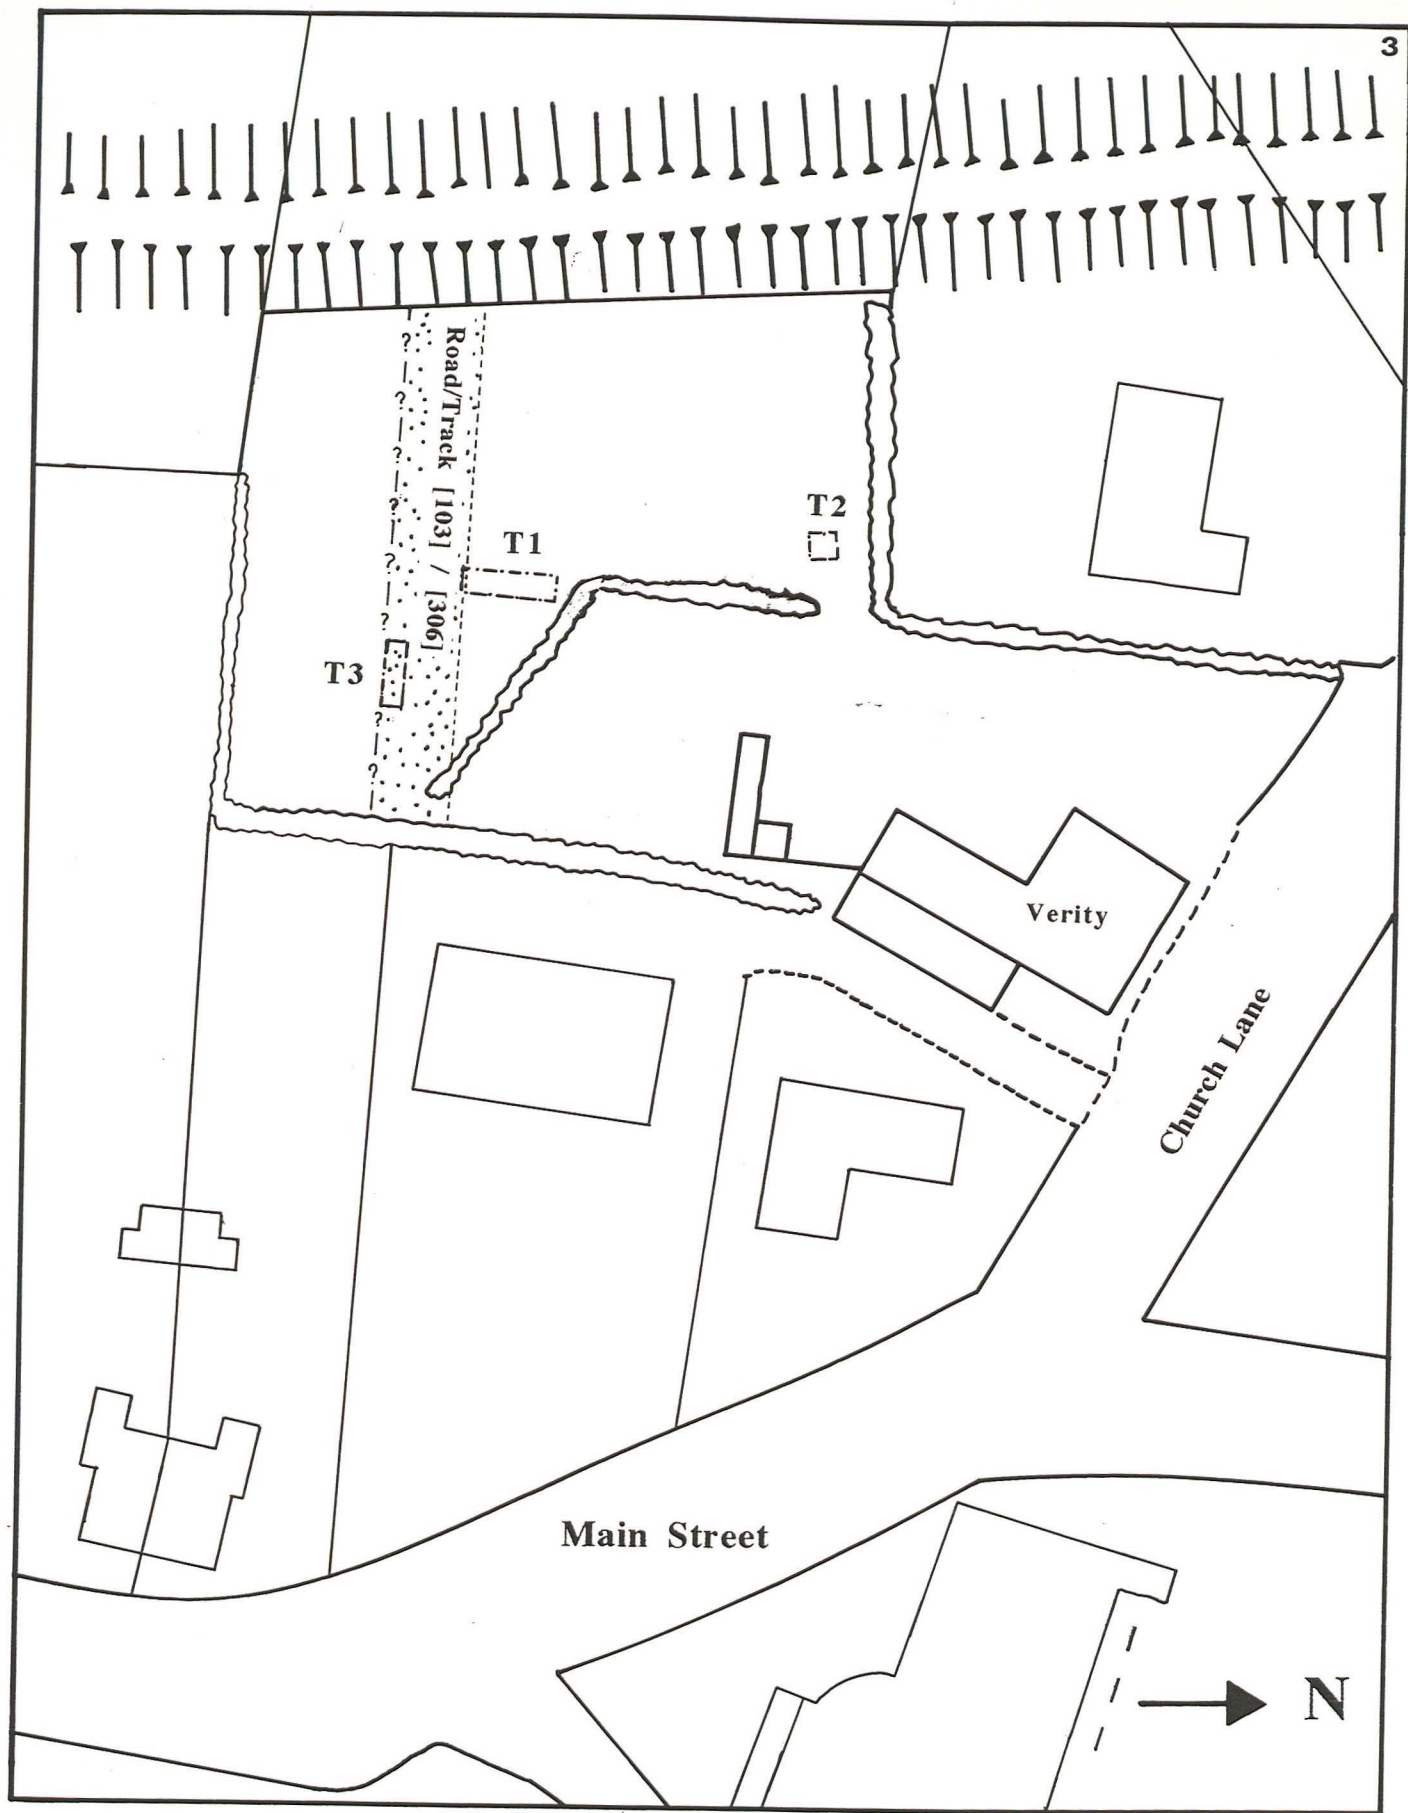 3
Road/Track [103] / [306]
?
?
?
?
?
?
?
?
T2
T1
T3
Verity
Church Lane
Main Street
N